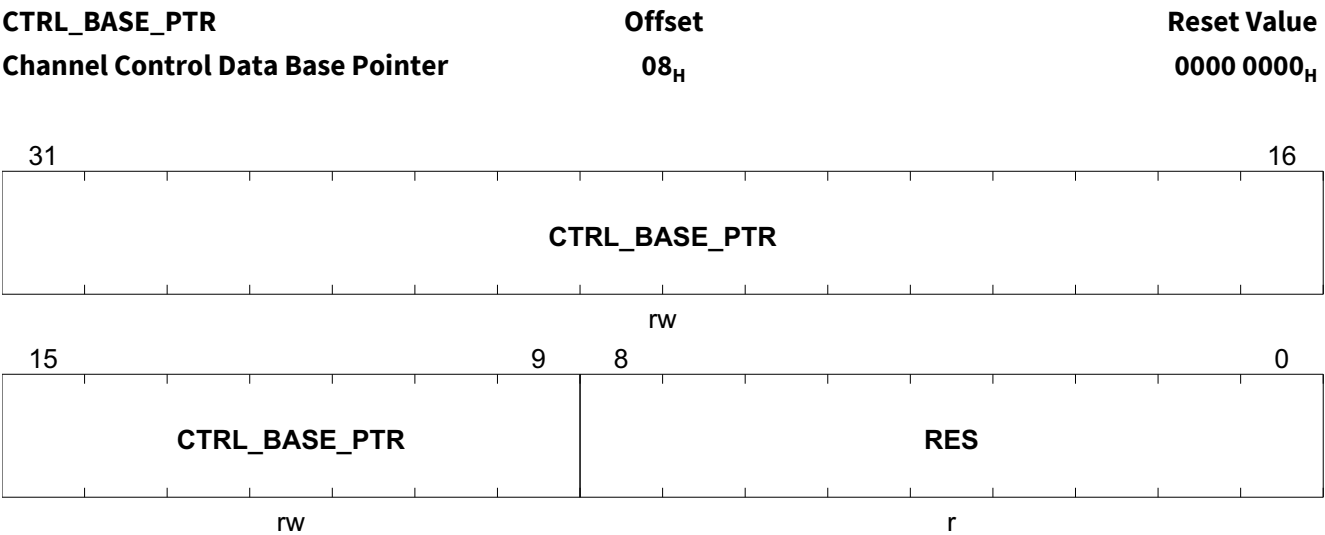 CTRL_BASE_PTR Offset Reset Value
Channel Control Data Base Pointer 08H 0000 0000H
31 16
CTRL_BASE_PTR
rw
15 9 8 0
CTRL_BASE_PTR RES
rw r